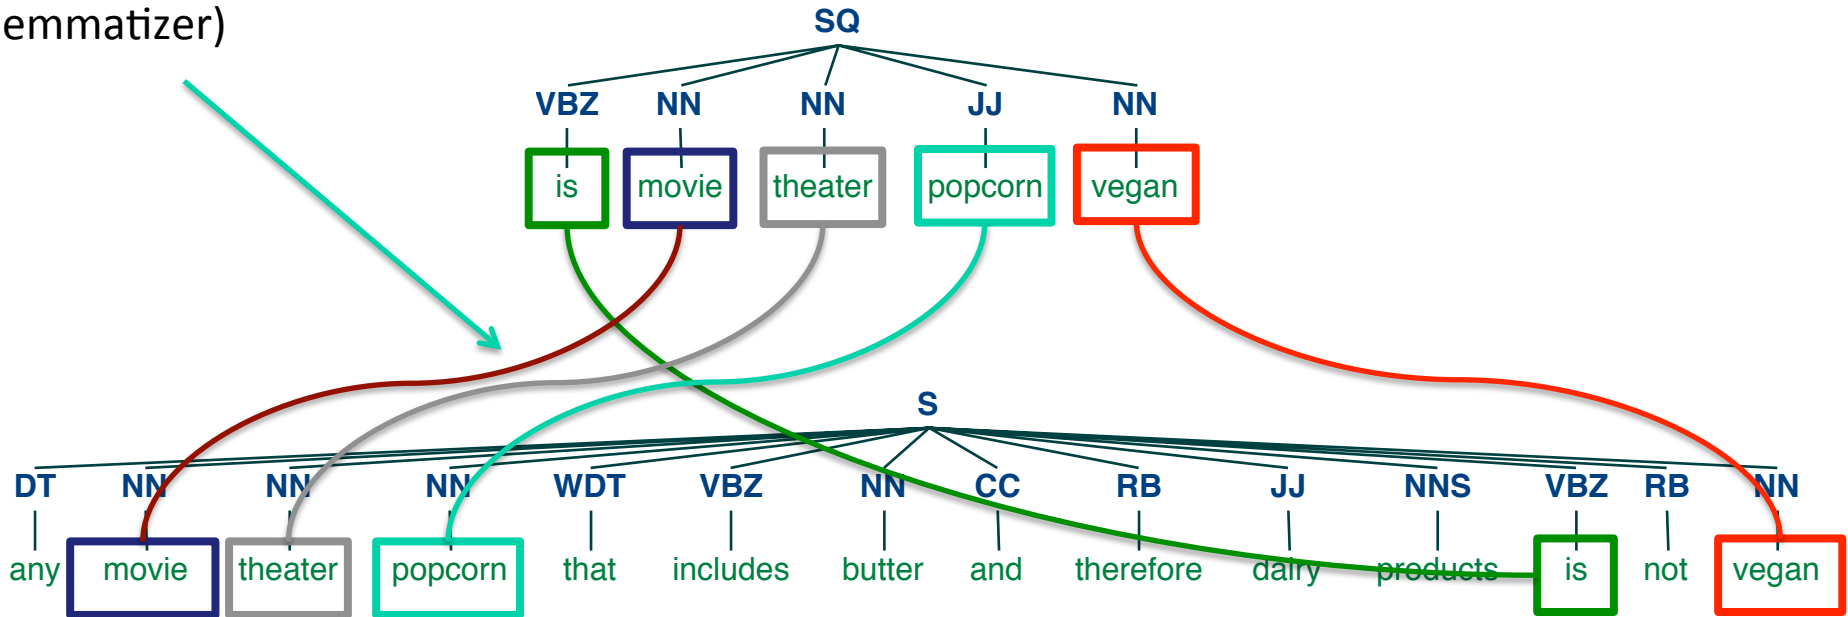 emmatizer)
SQ
VBZ NN NN JJ NN
is movie theater popcorn vegan
S
DT NN NN NN WDT VBZ NN CC RB JJ NNS VBZ RB NN
any movie theater popcorn that includes butter and therefore dairy products is not vegan